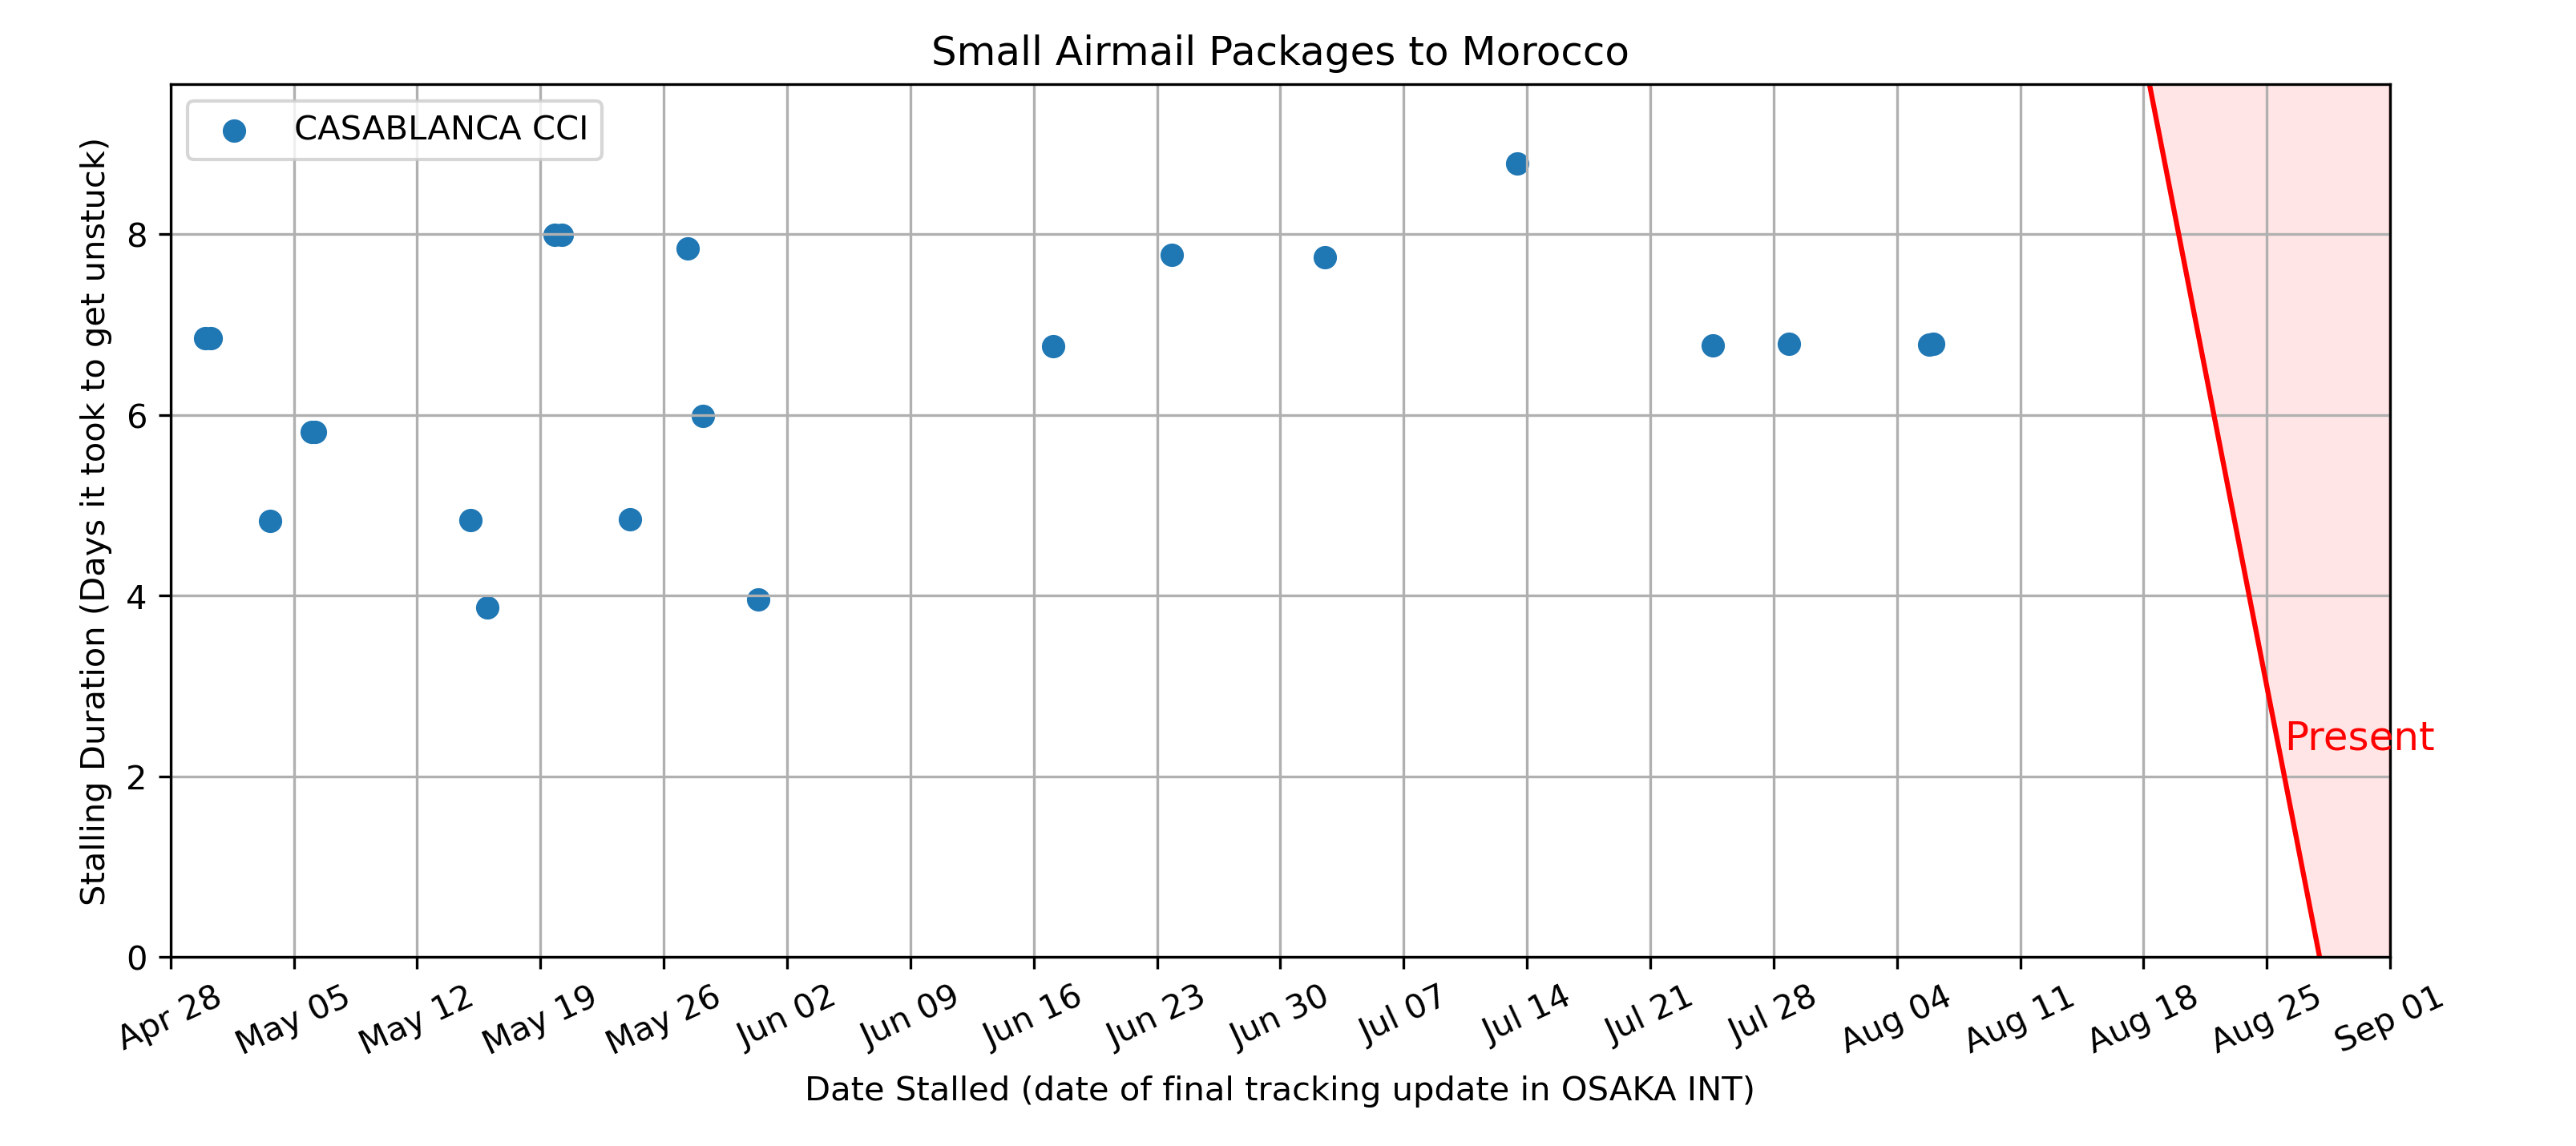 Small Airmail Packages to Morocco
CASABLANCA CCI
Stalling Duration (Days it took to get unstuck)
8
6
4
2
0
Present
Apr 28
May 05
May 12
May 19
May 26
Jun 02
Jun 09
Jun 16
Jun 23
Jun 30
Jul 07
Jul 14
Jul 21
Jul 28
Aug 04
Aug 11
Aug 18
Aug 25
Sep 01
Date Stalled (date of final tracking update in OSAKA INT)